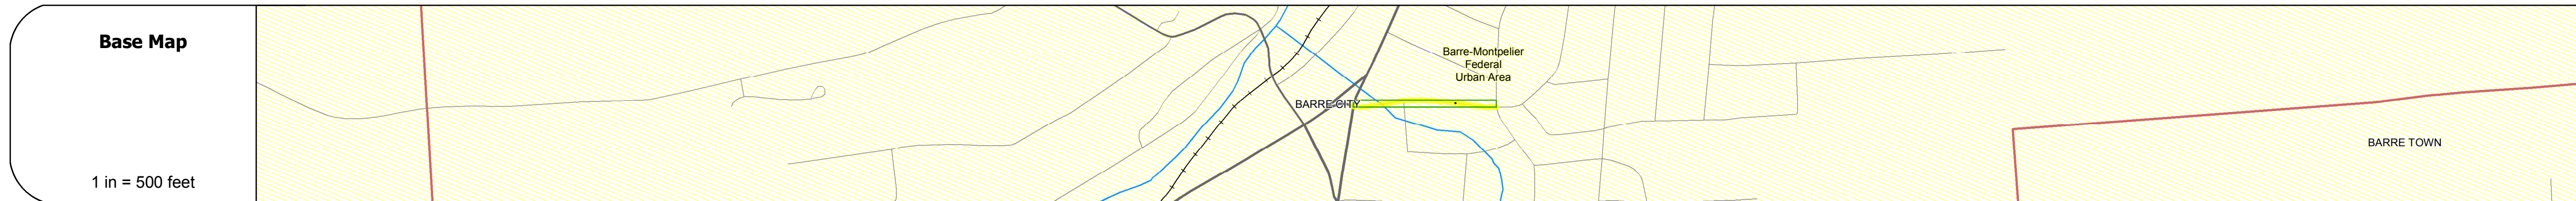 Base Map
1 in = 500 feet
Barre-Montpelier
Federal
Urban Area
BARRE CITY
BARRE TOWN